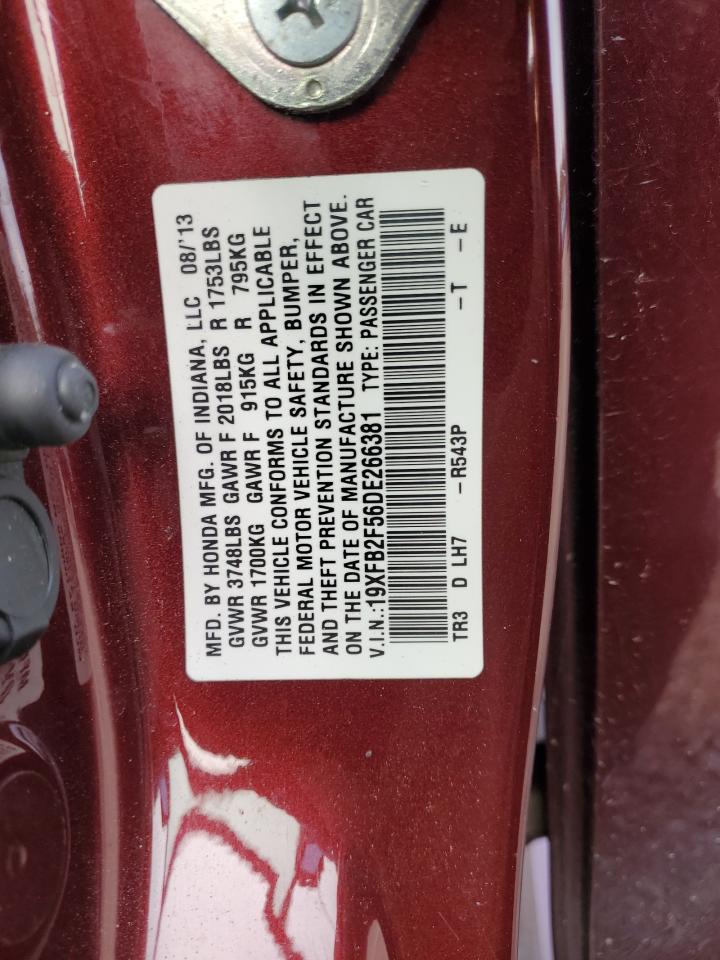 MFD. BY HONDA MFG. OF INDIANA, LLC 08/'13
GVWR 3748LBS GAWR F 2018LBS R 1753LBS
GVWR 1700KG GAWR F 915KG R 795KG
THIS VEHICLE CONFORMS TO ALL APPLICABLE
FEDERAL MOTOR VEHICLE SAFETY, BUMPER,
AND THEFT PREVENTION STANDARDS IN EFFECT
ON THE DATE OF MANUFACTURE SHOWN ABOVE.
V.I.N.:19XFB2F56DE266381 TYPE: PASSENGER CAR
TR3 D LH7 -R543P -T -E